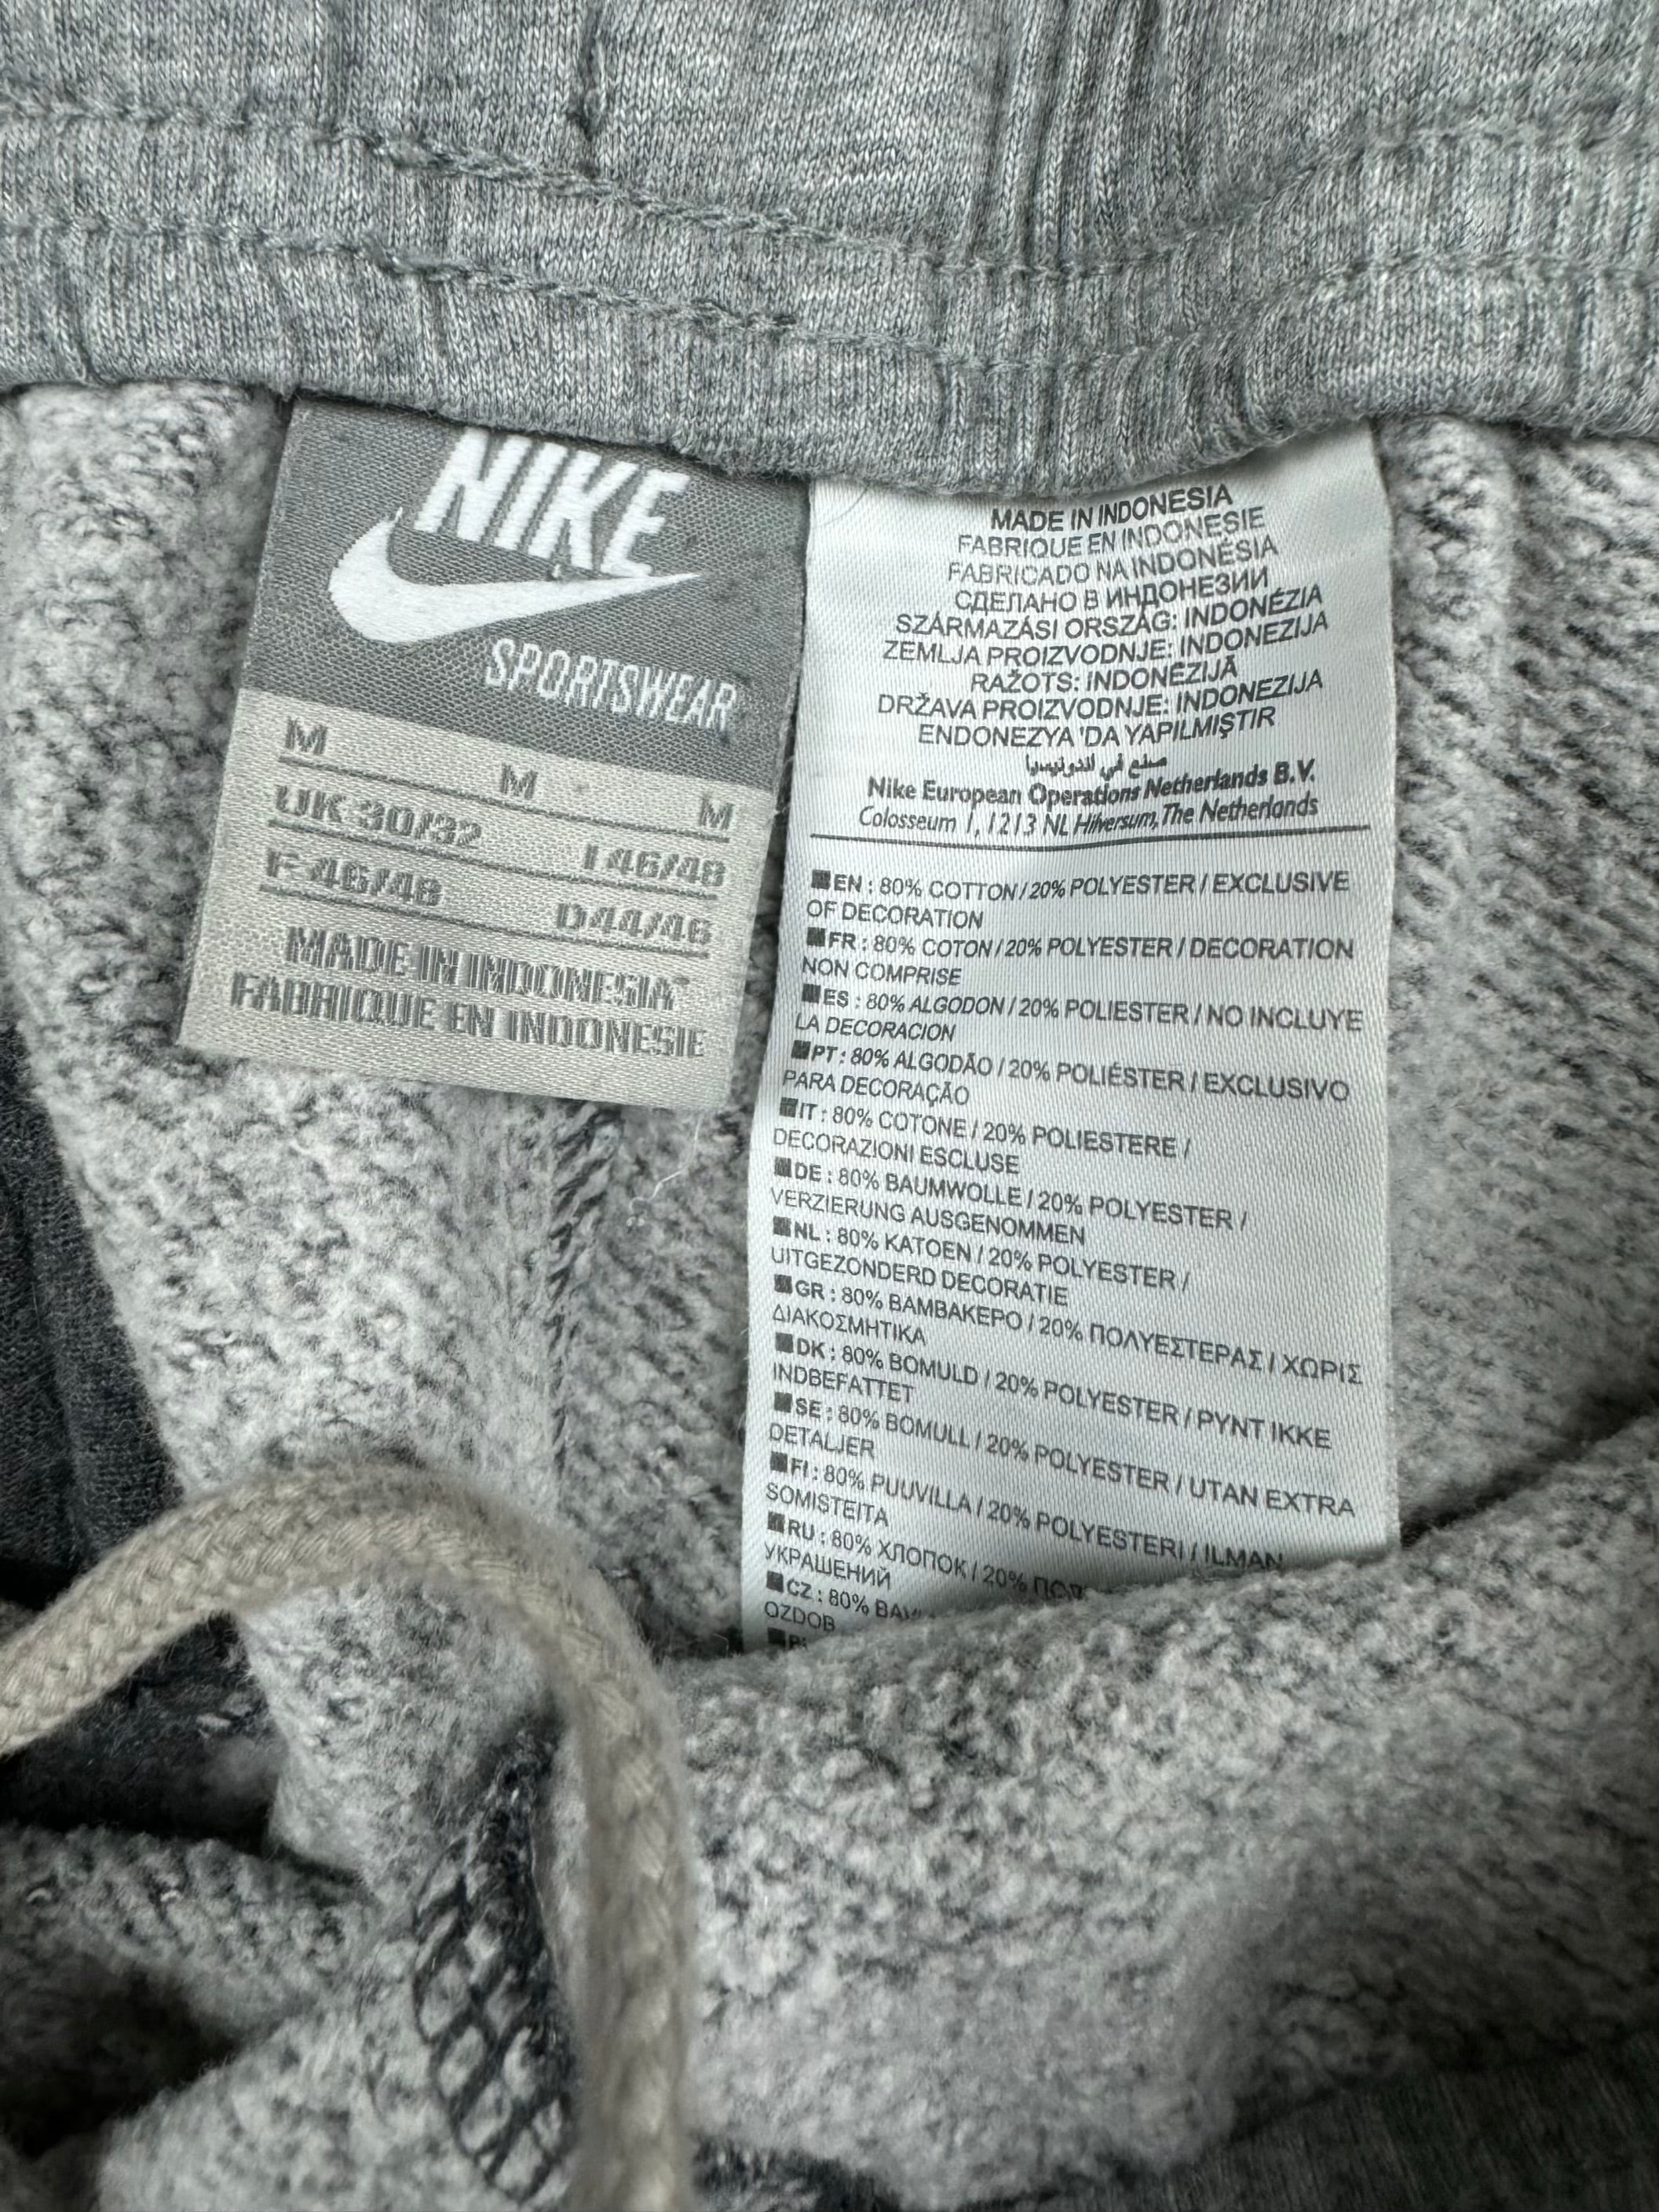 NIKE
SPORTSWEAR
M
M
M
UK 30/32
I 46/48
F 46/48
D 44/46
MADE IN INDONESIA
FABRIQUE EN INDONESIE
MADE IN INDONESIA
FABRIQUE EN INDONESIE
FABRICADO NA INDONÉSIA
СДЕЛАНО В ИНДОНЕЗИИ
SZÁRMAZÁSI ORSZÁG: INDONÉZIA
ZEMLJA PROIZVODNJE: INDONEZIJA
RAŽOTS: INDONĒZIJĀ
DRŽAVA PROIZVODNJE: INDONEZIJA
ENDONEZYA 'DA YAPILMIŞTIR
صنع في اندونيسيا
Nike European Operations Netherlands B.V.
Colosseum 1, 1213 NL Hilversum, The Netherlands
EN : 80% COTTON / 20% POLYESTER / EXCLUSIVE
OF DECORATION
FR : 80% COTON / 20% POLYESTER / DECORATION
NON COMPRISE
ES : 80% ALGODON / 20% POLIESTER / NO INCLUYE
LA DECORACION
PT : 80% ALGODÃO / 20% POLIÉSTER / EXCLUSIVO
PARA DECORAÇÃO
IT : 80% COTONE / 20% POLIESTERE /
DECORAZIONI ESCLUSE
DE : 80% BAUMWOLLE / 20% POLYESTER /
VERZIERUNG AUSGENOMMEN
NL : 80% KATOEN / 20% POLYESTER /
UITGEZONDERD DECORATIE
GR : 80% ΒΑΜΒΑΚΕΡΟ / 20% ΠΟΛΥΕΣΤΕΡΑΣ / ΧΩΡΙΣ
ΔΙΑΚΟΣΜΗΤΙΚΑ
DK : 80% BOMULD / 20% POLYESTER / PYNT IKKE
INDBEFATTET
SE : 80% BOMULL / 20% POLYESTER / UTAN EXTRA
DETALJER
FI : 80% PUUVILLA / 20% POLYESTERI / ILMAN
SOMISTEITA
RU : 80% ХЛОПОК / 20%
УКРАШЕНИЙ
CZ : 80%
OZDOB